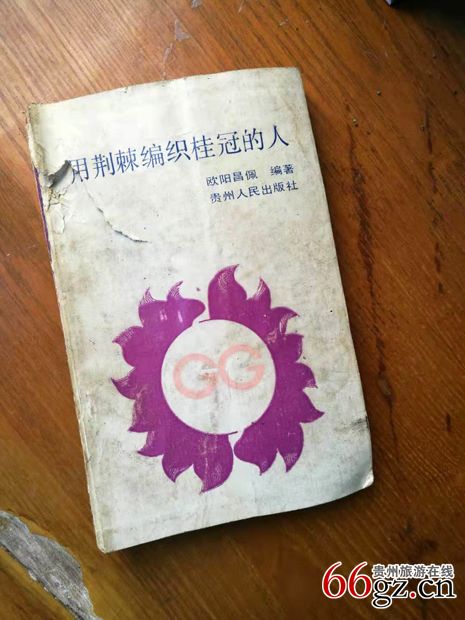 用荆棘编织桂冠的人
欧阳昌佩 编著
贵州人民出版社
GG
贵州旅游在线
66gz.cn